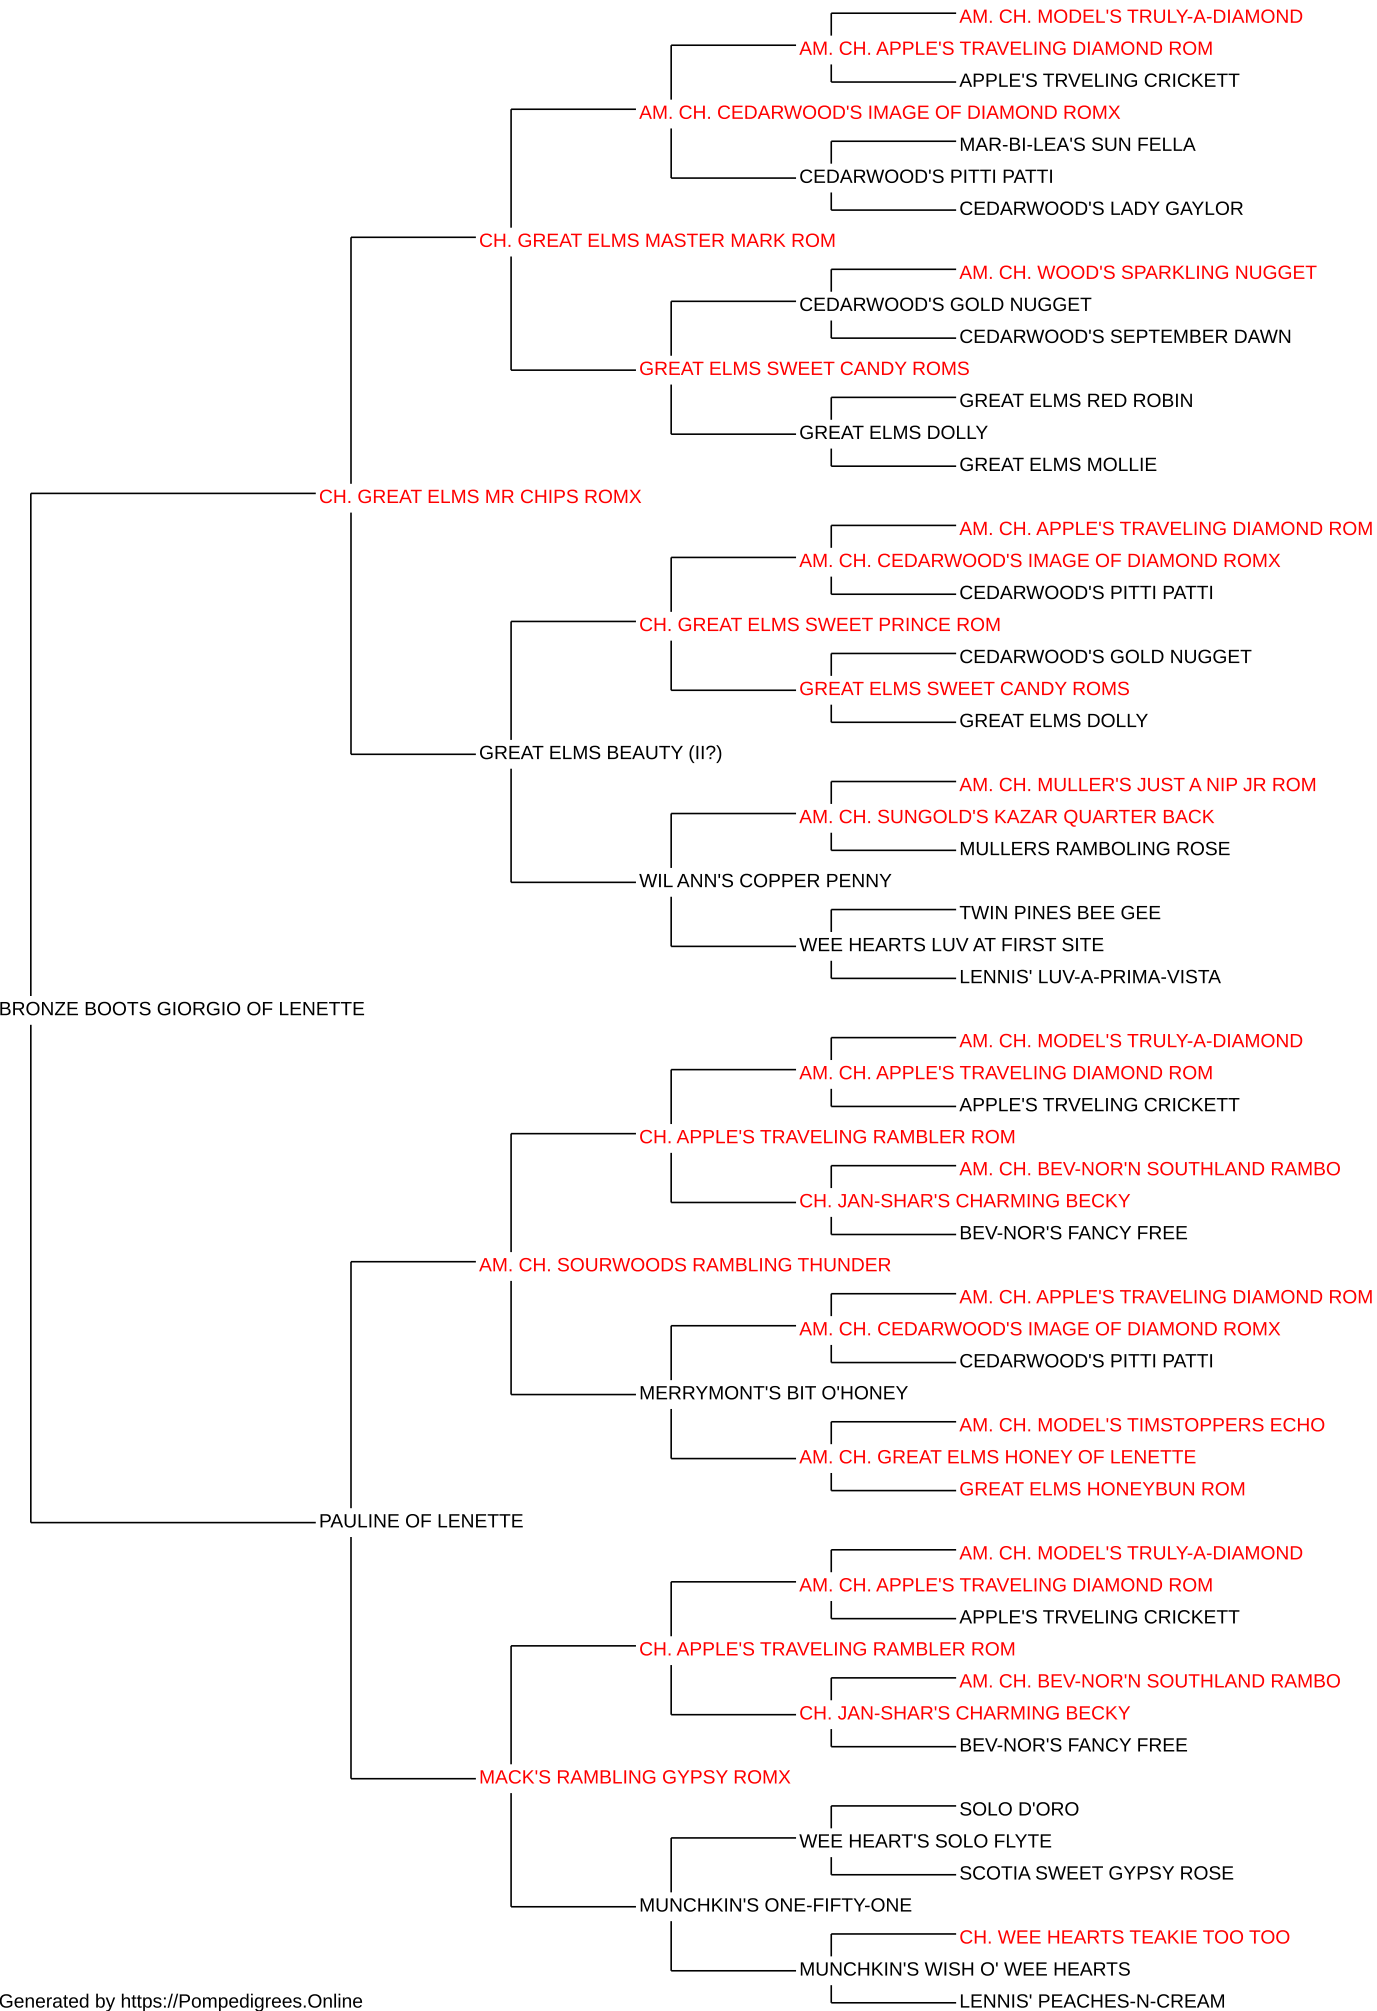 AM. CH. MODEL'S TRULY-A-DIAMOND
AM. CH. APPLE'S TRAVELING DIAMOND ROM
APPLE'S TRVELING CRICKETT
AM. CH. CEDARWOOD'S IMAGE OF DIAMOND ROMX
MAR-BI-LEA'S SUN FELLA
CEDARWOOD'S PITTI PATTI
CEDARWOOD'S LADY GAYLOR
CH. GREAT ELMS MASTER MARK ROM
AM. CH. WOOD'S SPARKLING NUGGET
CEDARWOOD'S GOLD NUGGET
CEDARWOOD'S SEPTEMBER DAWN
GREAT ELMS SWEET CANDY ROMS
GREAT ELMS RED ROBIN
GREAT ELMS DOLLY
GREAT ELMS MOLLIE
CH. GREAT ELMS MR CHIPS ROMX
AM. CH. APPLE'S TRAVELING DIAMOND ROM
AM. CH. CEDARWOOD'S IMAGE OF DIAMOND ROMX
CEDARWOOD'S PITTI PATTI
CH. GREAT ELMS SWEET PRINCE ROM
CEDARWOOD'S GOLD NUGGET
GREAT ELMS SWEET CANDY ROMS
GREAT ELMS DOLLY
GREAT ELMS BEAUTY (II?)
AM. CH. MULLER'S JUST A NIP JR ROM
AM. CH. SUNGOLD'S KAZAR QUARTER BACK
MULLERS RAMBOLING ROSE
WIL ANN'S COPPER PENNY
TWIN PINES BEE GEE
WEE HEARTS LUV AT FIRST SITE
LENNIS' LUV-A-PRIMA-VISTA
BRONZE BOOTS GIORGIO OF LENETTE
AM. CH. MODEL'S TRULY-A-DIAMOND
AM. CH. APPLE'S TRAVELING DIAMOND ROM
APPLE'S TRVELING CRICKETT
CH. APPLE'S TRAVELING RAMBLER ROM
AM. CH. BEV-NOR'N SOUTHLAND RAMBO
CH. JAN-SHAR'S CHARMING BECKY
BEV-NOR'S FANCY FREE
AM. CH. SOURWOODS RAMBLING THUNDER
AM. CH. APPLE'S TRAVELING DIAMOND ROM
AM. CH. CEDARWOOD'S IMAGE OF DIAMOND ROMX
CEDARWOOD'S PITTI PATTI
MERRYMONT'S BIT O'HONEY
AM. CH. MODEL'S TIMSTOPPERS ECHO
AM. CH. GREAT ELMS HONEY OF LENETTE
GREAT ELMS HONEYBUN ROM
PAULINE OF LENETTE
AM. CH. MODEL'S TRULY-A-DIAMOND
AM. CH. APPLE'S TRAVELING DIAMOND ROM
APPLE'S TRVELING CRICKETT
CH. APPLE'S TRAVELING RAMBLER ROM
AM. CH. BEV-NOR'N SOUTHLAND RAMBO
CH. JAN-SHAR'S CHARMING BECKY
BEV-NOR'S FANCY FREE
MACK'S RAMBLING GYPSY ROMX
SOLO D'ORO
WEE HEART'S SOLO FLYTE
SCOTIA SWEET GYPSY ROSE
MUNCHKIN'S ONE-FIFTY-ONE
CH. WEE HEARTS TEAKIE TOO TOO
MUNCHKIN'S WISH O' WEE HEARTS
LENNIS' PEACHES-N-CREAM
Generated by https://Pompedigrees.Online